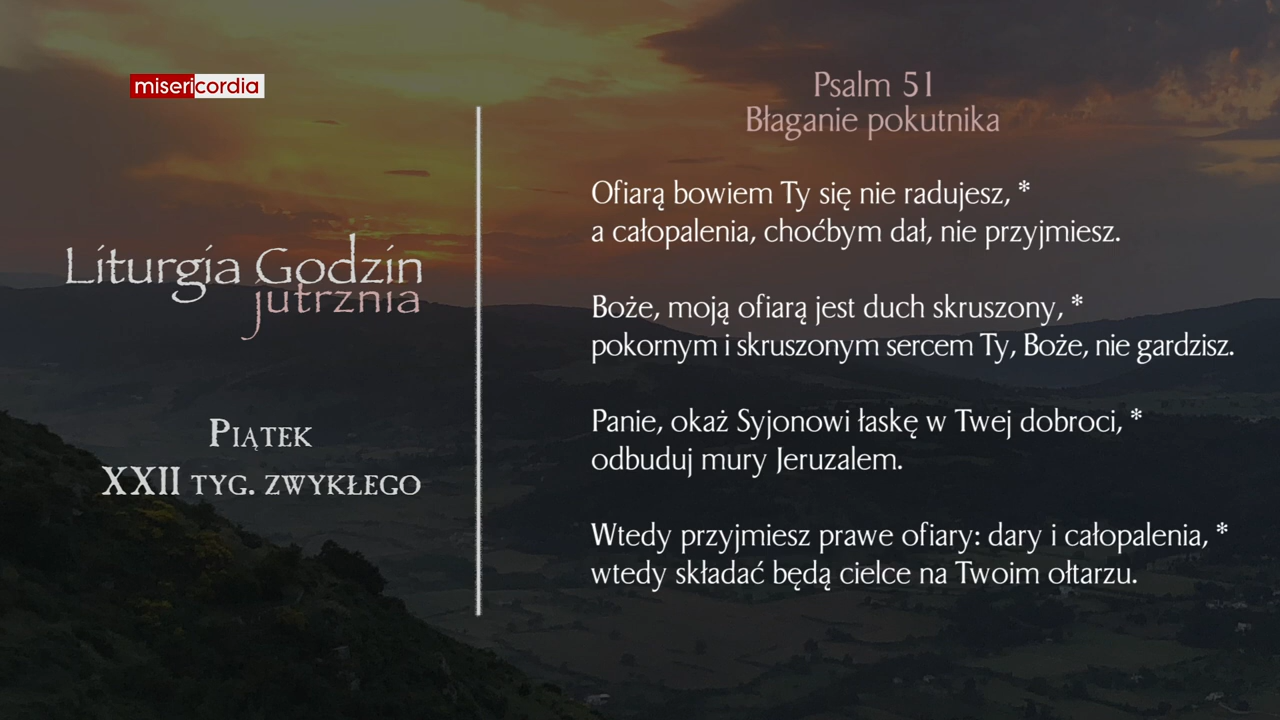 misericordia
Liturgia Godzin
jutrznia
Piątek
XXII tyg. zwykłego
Psalm 51
Błaganie pokutnika
Ofiarą bowiem Ty się nie radujesz, *
a całopalenia, choćbym dał, nie przyjmiesz.
Boże, moją ofiarą jest duch skruszony, *
pokornym i skruszonym sercem Ty, Boże, nie gardzisz.
Panie, okaż Syjonowi łaskę w Twej dobroci, *
odbuduj mury Jeruzalem.
Wtedy przyjmiesz prawe ofiary: dary i całopalenia, *
wtedy składać będą cielce na Twoim ołtarzu.